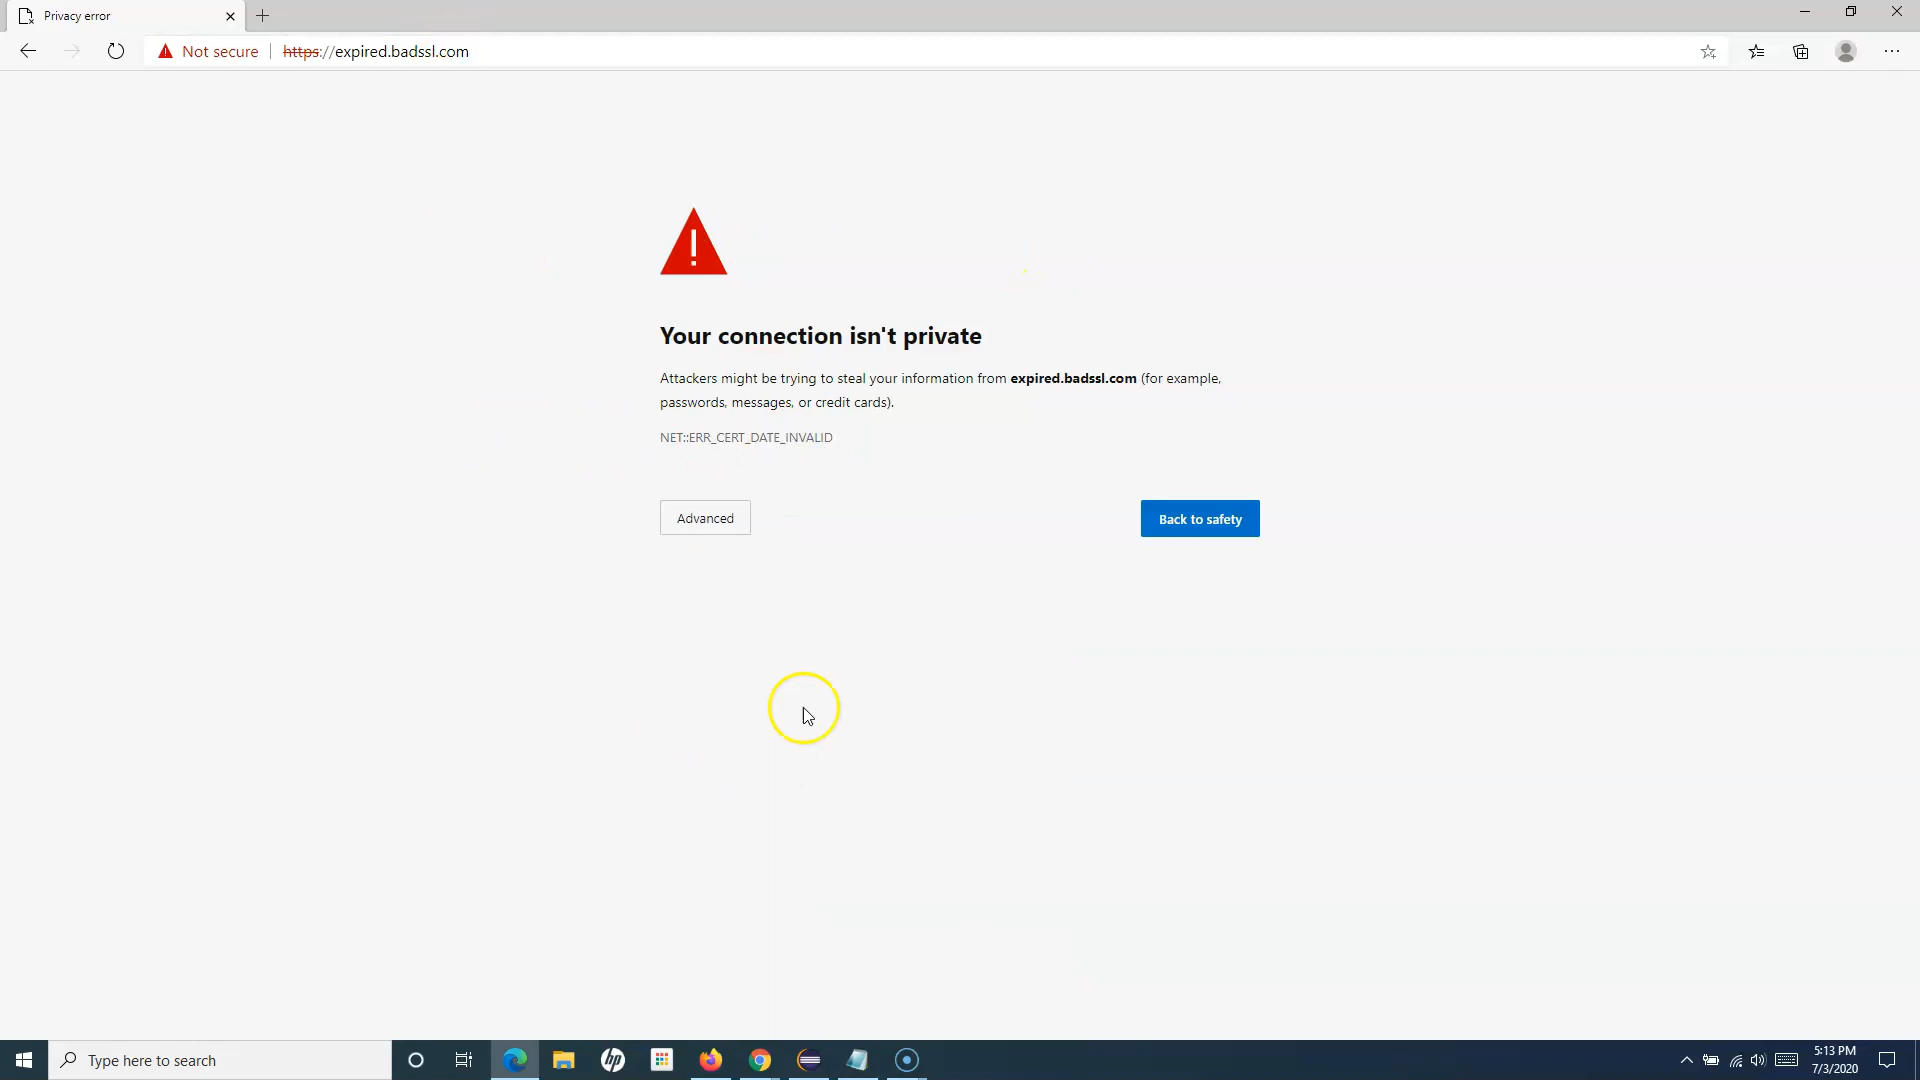 Privacy error
Not secure
https://expired.badssl.com
Your connection isn't private
Attackers might be trying to steal your information from expired.badssl.com (for example,
passwords, messages, or credit cards).
NET::ERR_CERT_DATE_INVALID
Advanced
Back to safety
Type here to search
hp
5:13 PM
7/3/2020